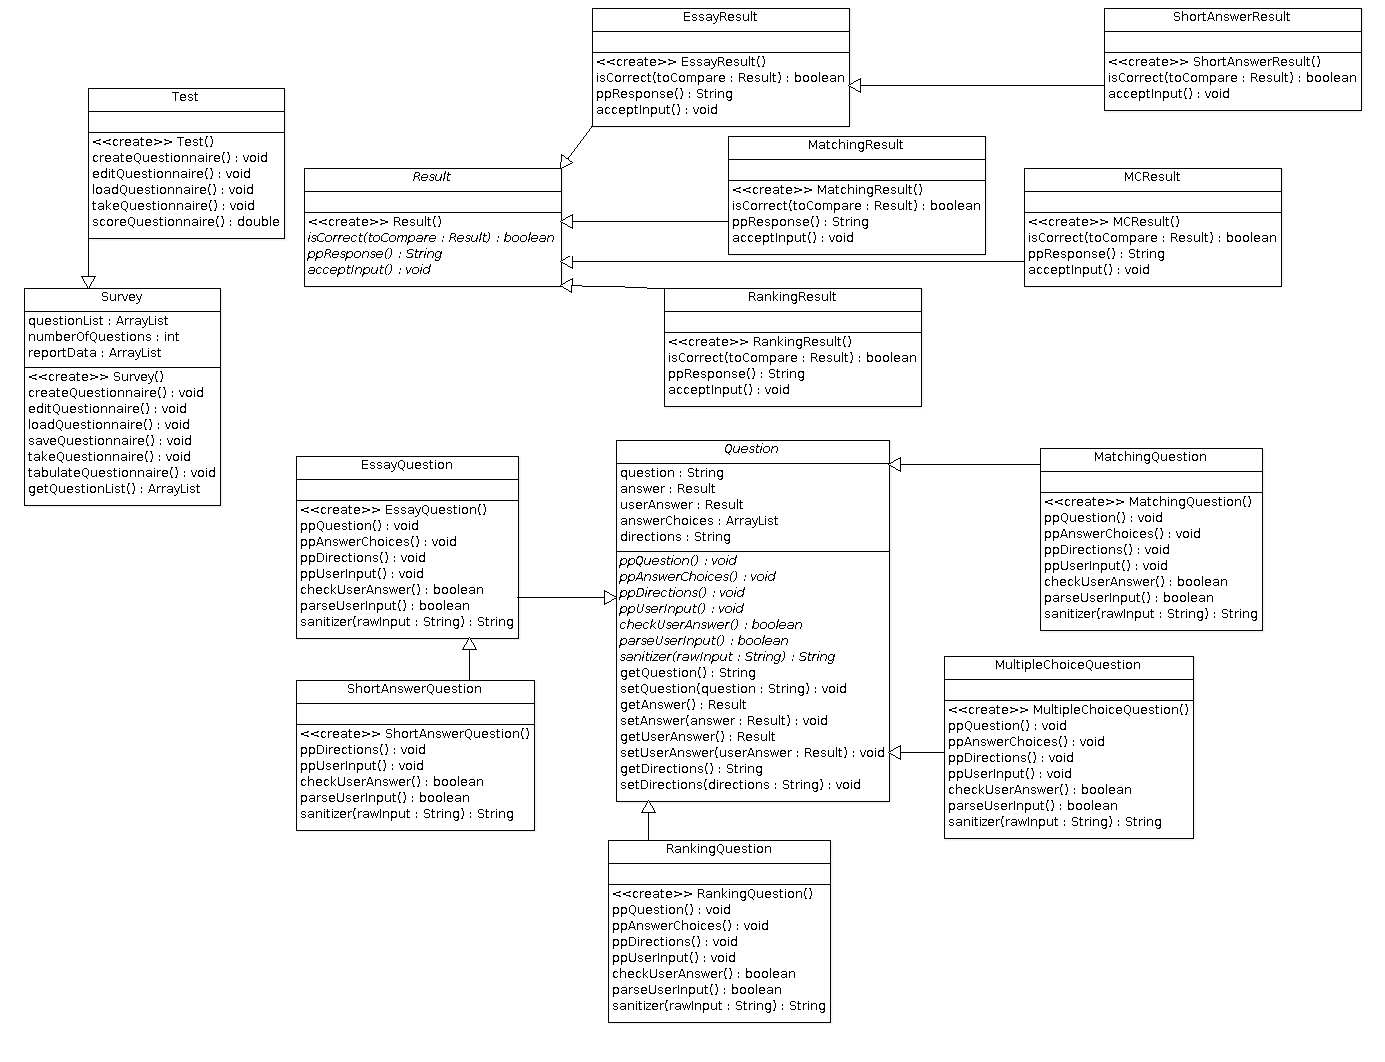 EssayResult
<<create>> EssayResult()
isCorrect(toCompare : Result) : boolean
ppResponse() : String
acceptInput() : void
ShortAnswerResult
<<create>> ShortAnswerResult()
isCorrect(toCompare : Result) : boolean
acceptInput() : void
Test
<<create>> Test()
createQuestionnaire() : void
editQuestionnaire() : void
loadQuestionnaire() : void
takeQuestionnaire() : void
scoreQuestionnaire() : double
MatchingResult
<<create>> MatchingResult()
isCorrect(toCompare : Result) : boolean
ppResponse() : String
acceptInput() : void
Result
<<create>> Result()
isCorrect(toCompare : Result) : boolean
ppResponse() : String
acceptInput() : void
MCResult
<<create>> MCResult()
isCorrect(toCompare : Result) : boolean
ppResponse() : String
acceptInput() : void
Survey
questionList : ArrayList
numberOfQuestions : int
reportData : ArrayList
<<create>> Survey()
createQuestionnaire() : void
editQuestionnaire() : void
loadQuestionnaire() : void
saveQuestionnaire() : void
takeQuestionnaire() : void
tabulateQuestionnaire() : void
getQuestionList() : ArrayList
RankingResult
<<create>> RankingResult()
isCorrect(toCompare : Result) : boolean
ppResponse() : String
acceptInput() : void
EssayQuestion
<<create>> EssayQuestion()
ppQuestion() : void
ppAnswerChoices() : void
ppDirections() : void
ppUserInput() : void
checkUserAnswer() : boolean
parseUserInput() : boolean
sanitizer(rawInput : String) : String
Question
question : String
answer : Result
userAnswer : Result
answerChoices : ArrayList
directions : String
ppQuestion() : void
ppAnswerChoices() : void
ppDirections() : void
ppUserInput() : void
checkUserAnswer() : boolean
parseUserInput() : boolean
sanitizer(rawInput : String) : String
getQuestion() : String
setQuestion(question : String) : void
getAnswer() : Result
setAnswer(answer : Result) : void
getUserAnswer() : Result
setUserAnswer(userAnswer : Result) : void
getDirections() : String
setDirections(directions : String) : void
MatchingQuestion
<<create>> MatchingQuestion()
ppQuestion() : void
ppAnswerChoices() : void
ppDirections() : void
ppUserInput() : void
checkUserAnswer() : boolean
parseUserInput() : boolean
sanitizer(rawInput : String) : String
ShortAnswerQuestion
<<create>> ShortAnswerQuestion()
ppDirections() : void
ppUserInput() : void
checkUserAnswer() : boolean
parseUserInput() : boolean
sanitizer(rawInput : String) : String
MultipleChoiceQuestion
<<create>> MultipleChoiceQuestion()
ppQuestion() : void
ppAnswerChoices() : void
ppDirections() : void
ppUserInput() : void
checkUserAnswer() : boolean
parseUserInput() : boolean
sanitizer(rawInput : String) : String
RankingQuestion
<<create>> RankingQuestion()
ppQuestion() : void
ppAnswerChoices() : void
ppDirections() : void
ppUserInput() : void
checkUserAnswer() : boolean
parseUserInput() : boolean
sanitizer(rawInput : String) : String